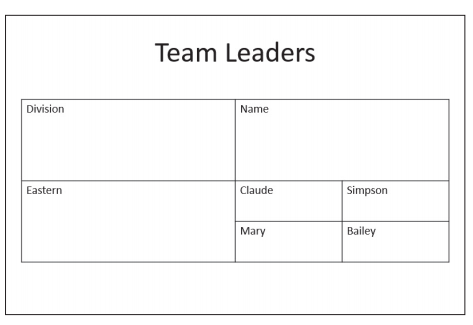 Team Leaders
Division Name
Eastern Claude Simpson
Mary Bailey